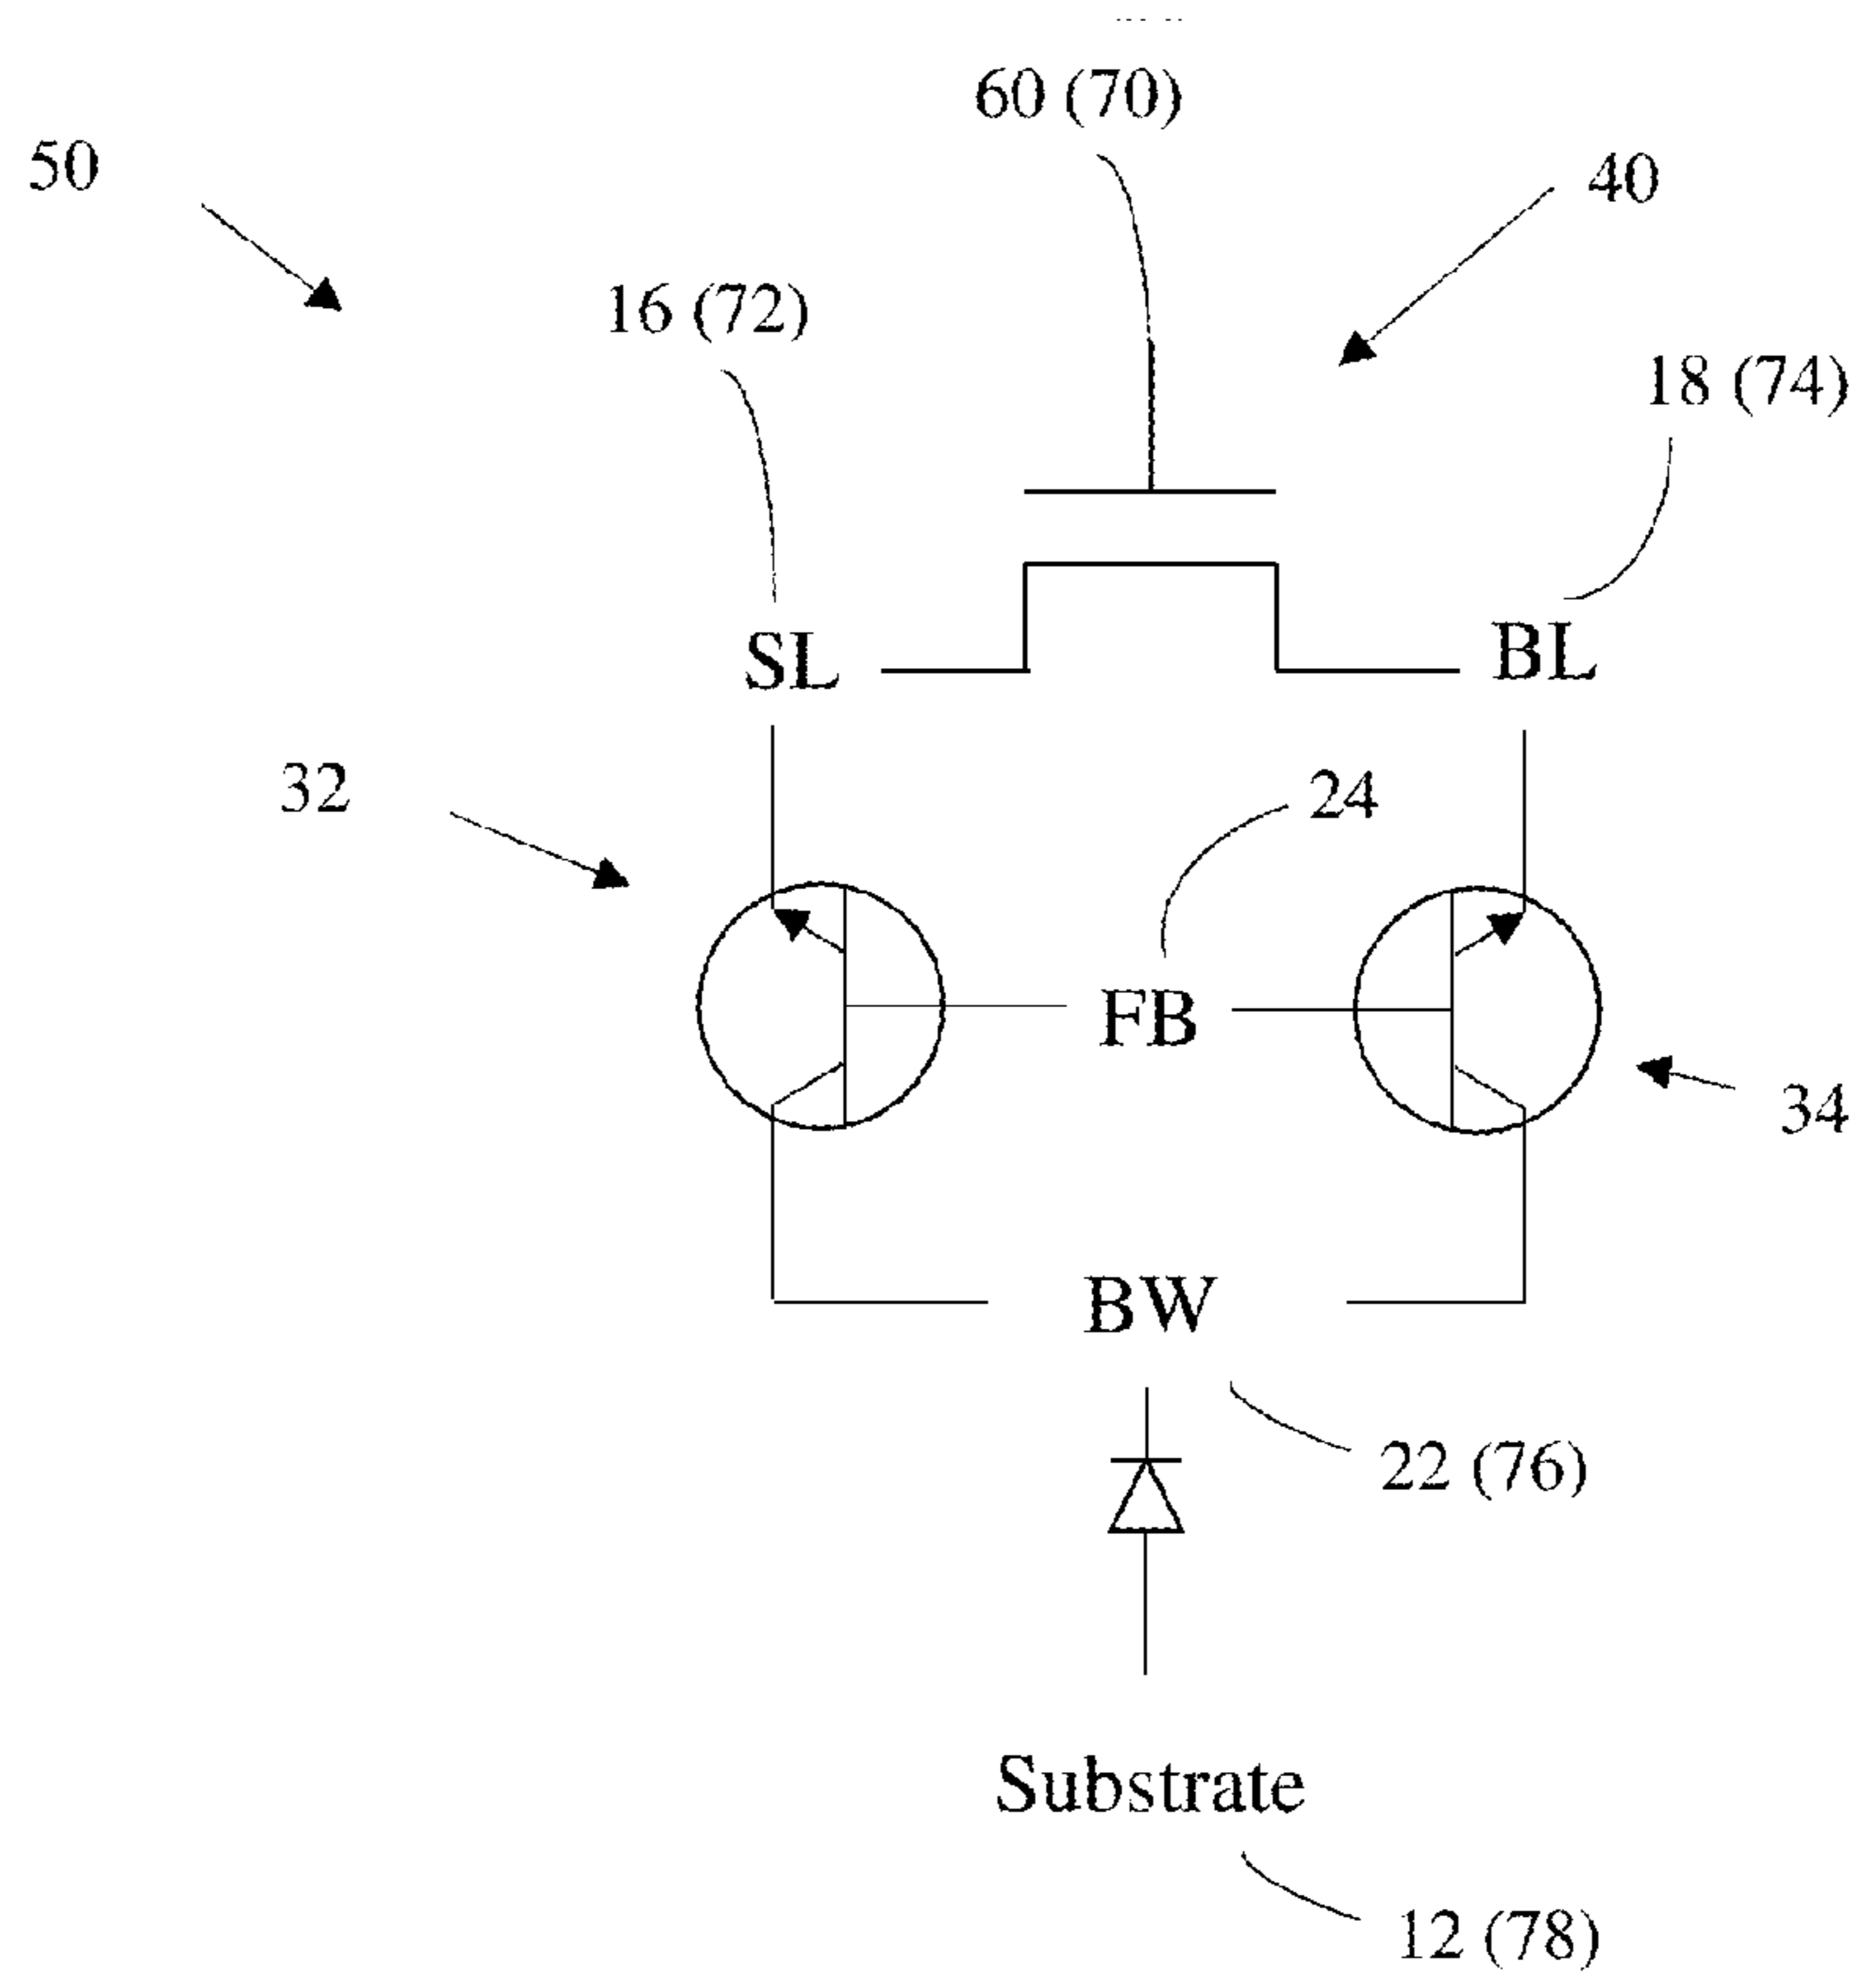 60 (70)
50
40
16 (72)
18 (74)
SL
BL
32
24
FB
34
BW
22 (76)
Substrate
12 (78)